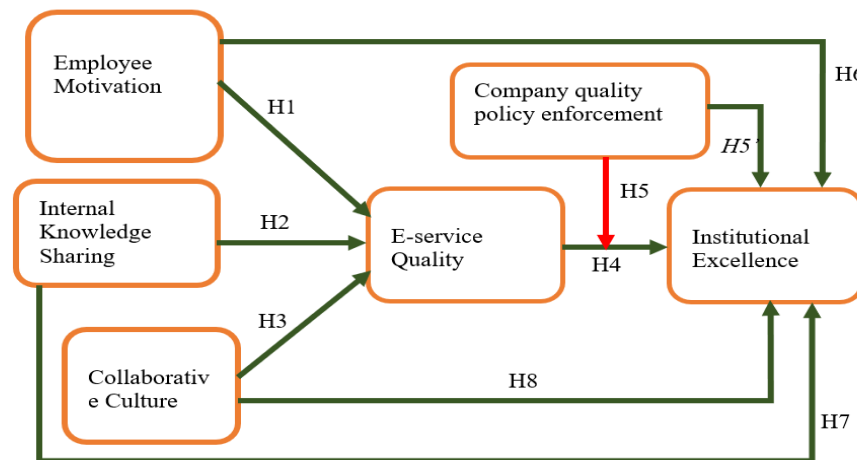 Employee
Motivation
H1
Company quality
policy enforcement
H6
H5’
Internal
Knowledge
Sharing
H2
H5
E-service
Quality
H4
Institutional
Excellence
H3
Collaborativ
e Culture
H8
H7